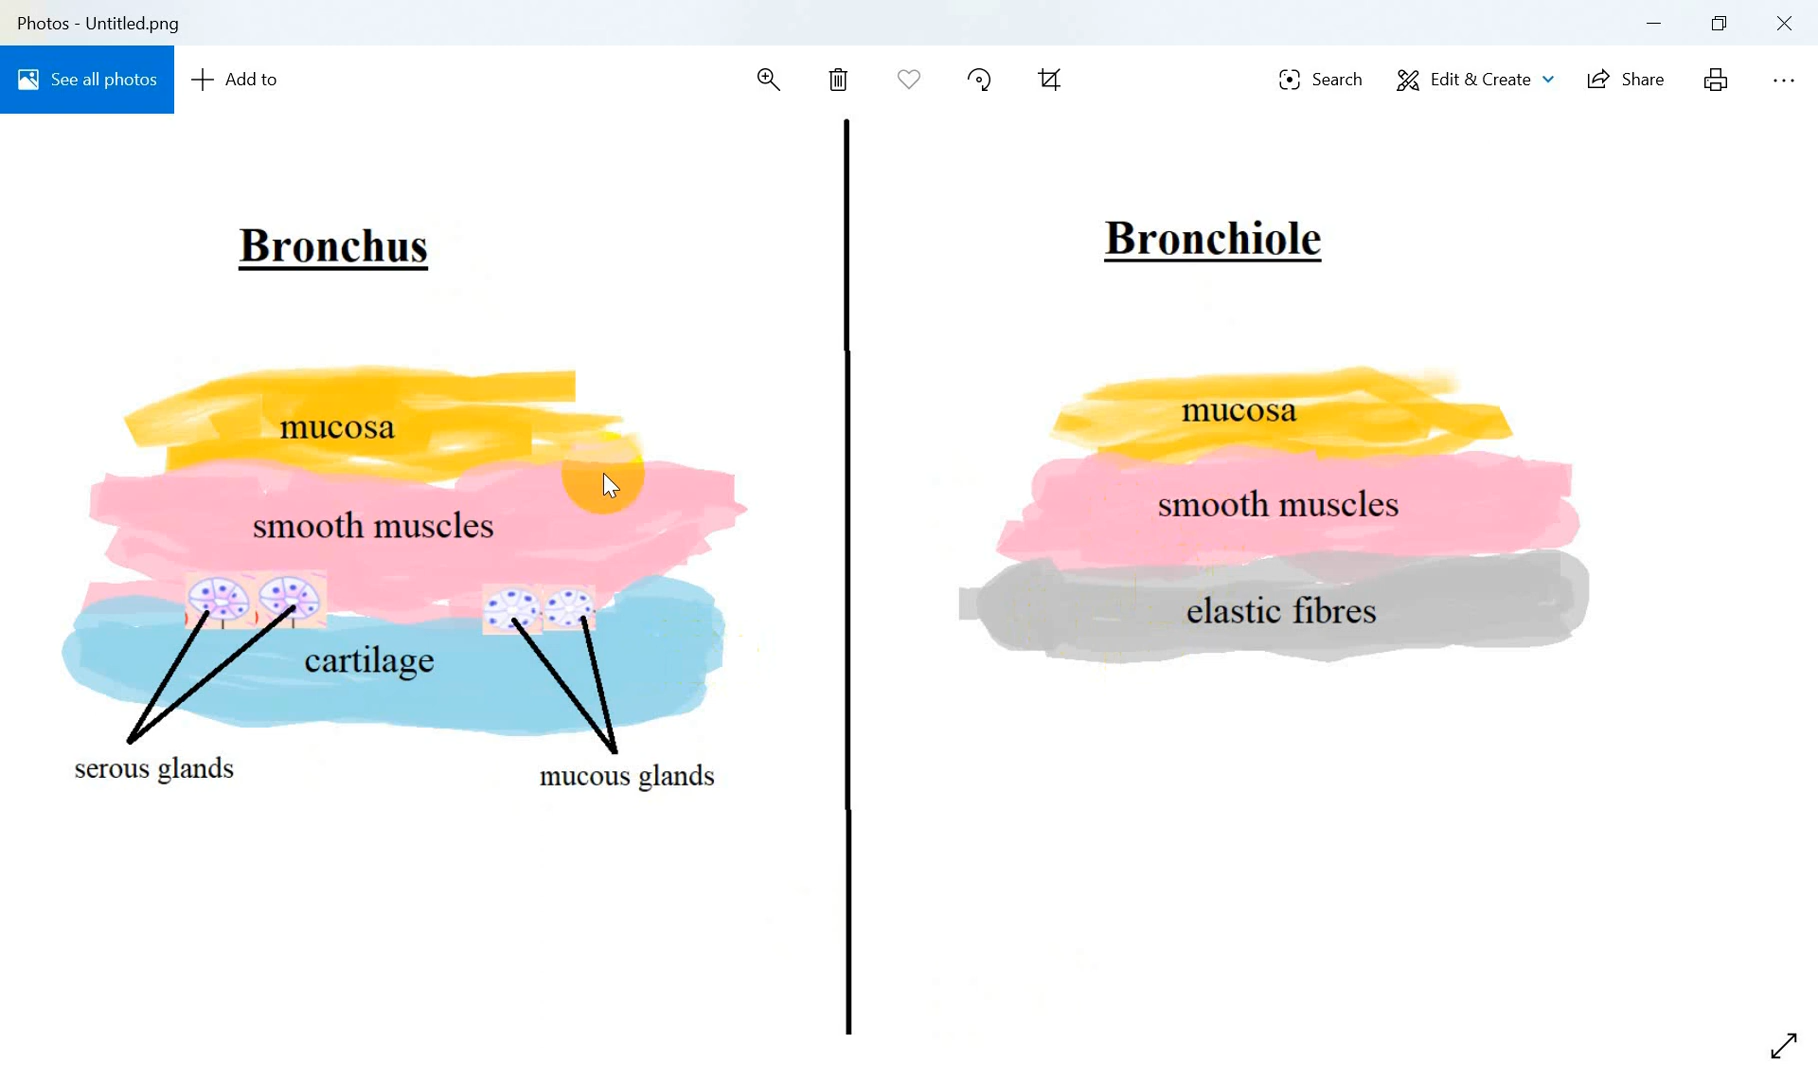 Photos - Untitled.png
See all photos
Add to
Search
Edit & Create
Share
Bronchus
mucosa
smooth muscles
cartilage
serous glands
mucous glands
Bronchiole
mucosa
smooth muscles
elastic fibres